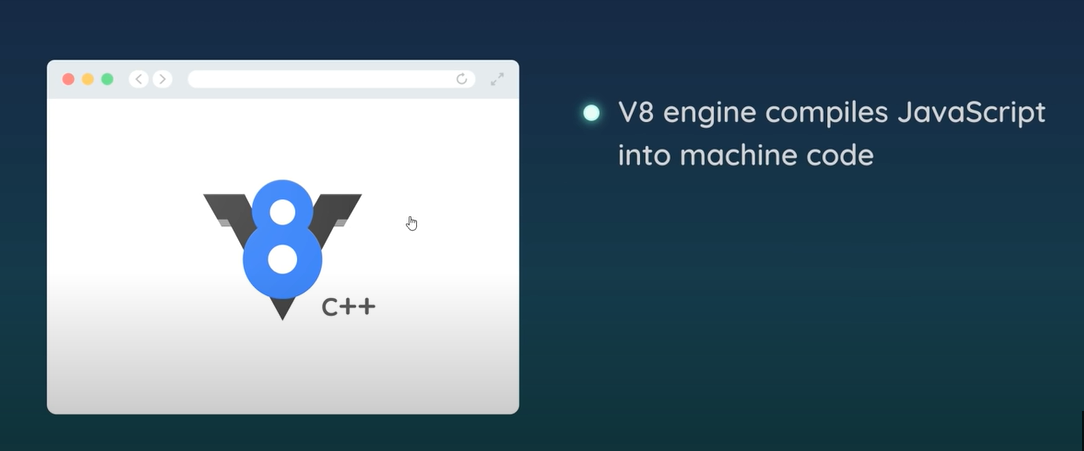 V8 engine compiles JavaScript
into machine code
V8
C++